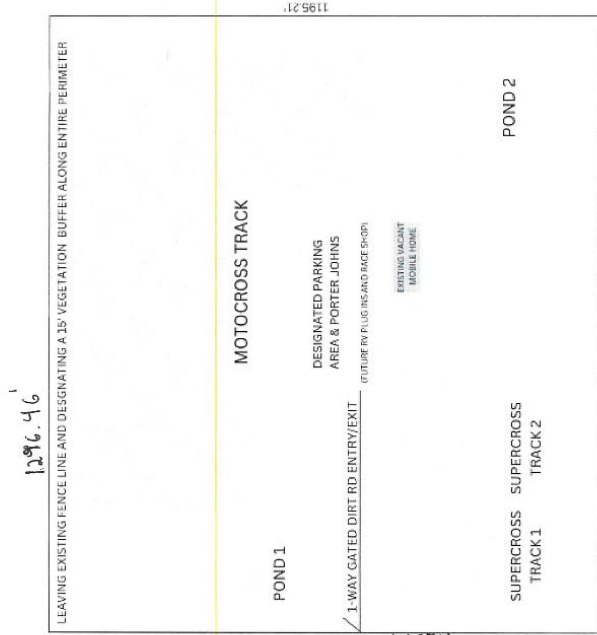 1195.21'
1296.46'
LEAVING EXISTING FENCE LINE AND DESGNATING A 15' VEGETATION BUFFER ALONG ENTIRE PERIMETER
MOTOCROSS TRACK
POND 1
DESIGNATED PARKING
AREA & PORTER JOHNS
(FUTURE RV PLUG INS AND RACE SHOP)
1-WAY GATED DIRT RD ENTRY/EXIT
EXISTING VACANT
MOBILE HOME
POND 2
SUPERCROSS
TRACK 1
SUPERCROSS
TRACK 2